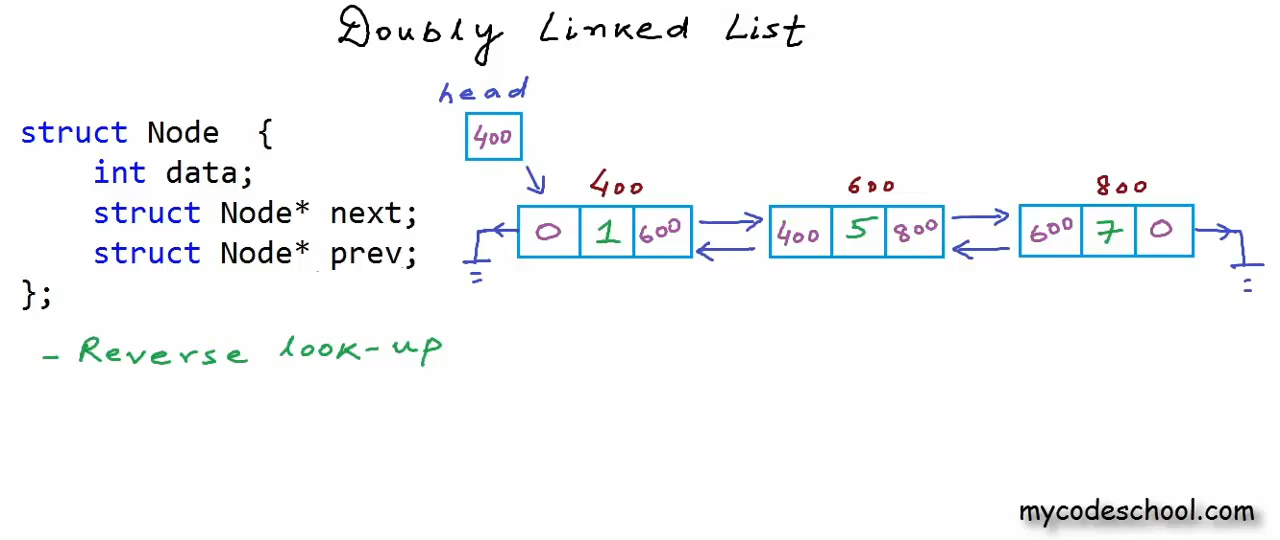 Doubly Linked List
head
400
struct Node {
int data;
struct Node* next;
struct Node* prev;
};
400 600 800
0 1 600 400 5 800 600 7 0
- Reverse look-up
mycodeschool.com